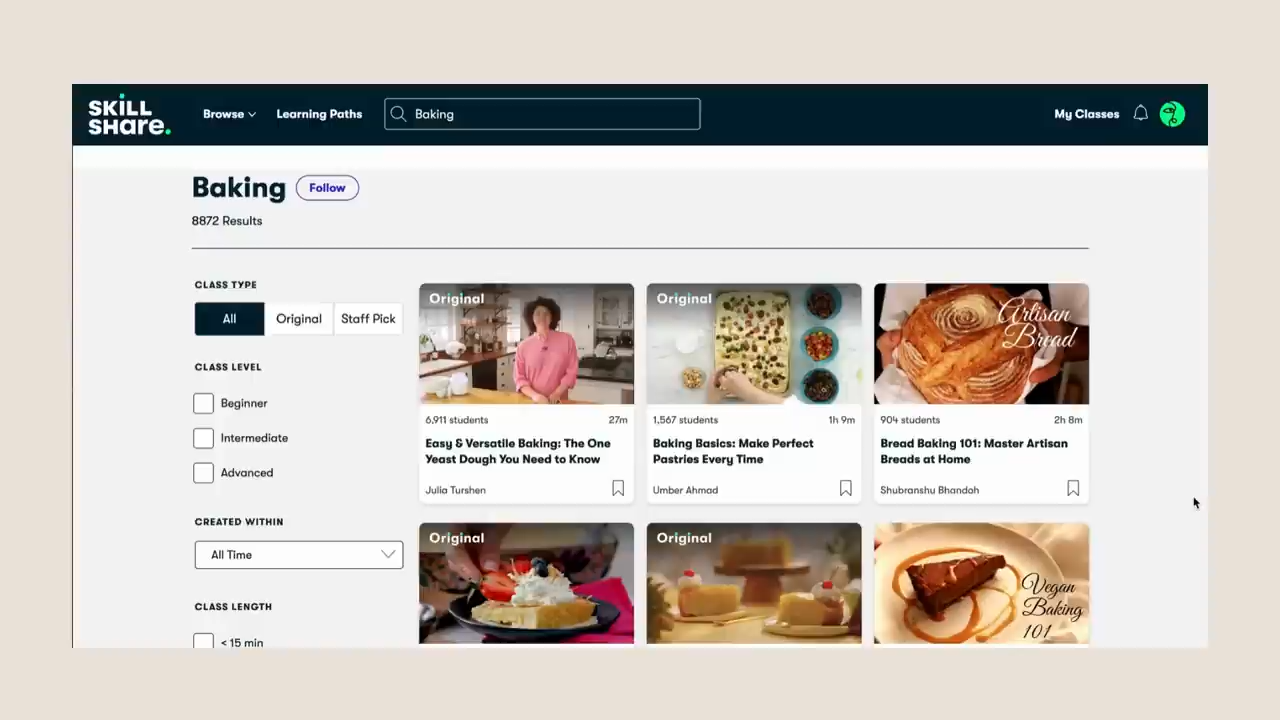 SKILL
SHARE.
Browse
Learning Paths
Baking
My Classes
Baking
Follow
8872 Results
CLASS TYPE
All
Original
Staff Pick
CLASS LEVEL
Beginner
Intermediate
Advanced
CREATED WITHIN
All Time
CLASS LENGTH
< 15 min
Original
6,911 students
27m
Easy & Versatile Baking: The One
Yeast Dough You Need to Know
Julia Turshen
Original
1,567 students
1h 9m
Baking Basics: Make Perfect
Pastries Every Time
Umber Ahmad
Artisan
Bread
904 students
2h 8m
Bread Baking 101: Master Artisan
Breads at Home
Shubranshu Bhandoh
Original
Original
Vegan
Baking
101